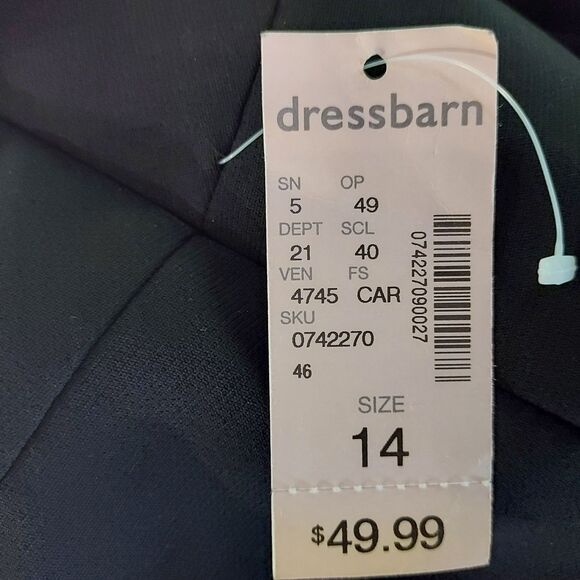 dressbarn
SN OP
5 49
DEPT SCL
21 40
VEN FS
4745 CAR
SKU
0742270
46
074227090027
SIZE
14
$49.99